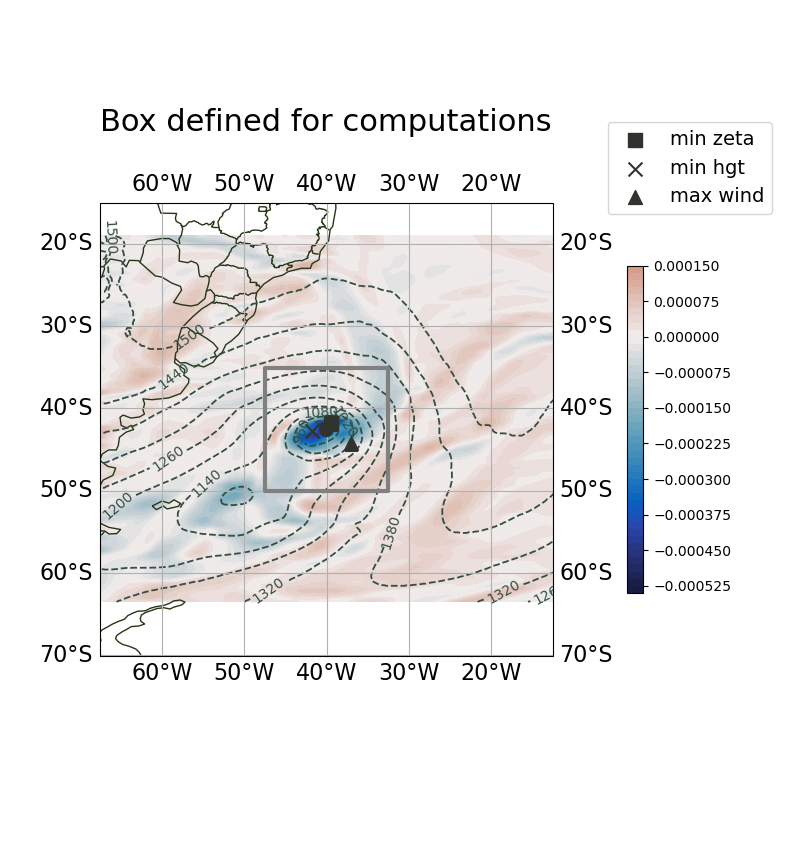 Box defined for computations
min zeta
min hgt
max wind
60°W 50°W 40°W 30°W 20°W
20°S 20°S
30°S 30°S
40°S 40°S
50°S 50°S
60°S 60°S
70°S 70°S
60°W 50°W 40°W 30°W 20°W
1500
1500
1440
1080
1260
1200
1140
1380
1320
1320
0.000150
0.000075
0.000000
−0.000075
−0.000150
−0.000225
−0.000300
−0.000375
−0.000450
−0.000525